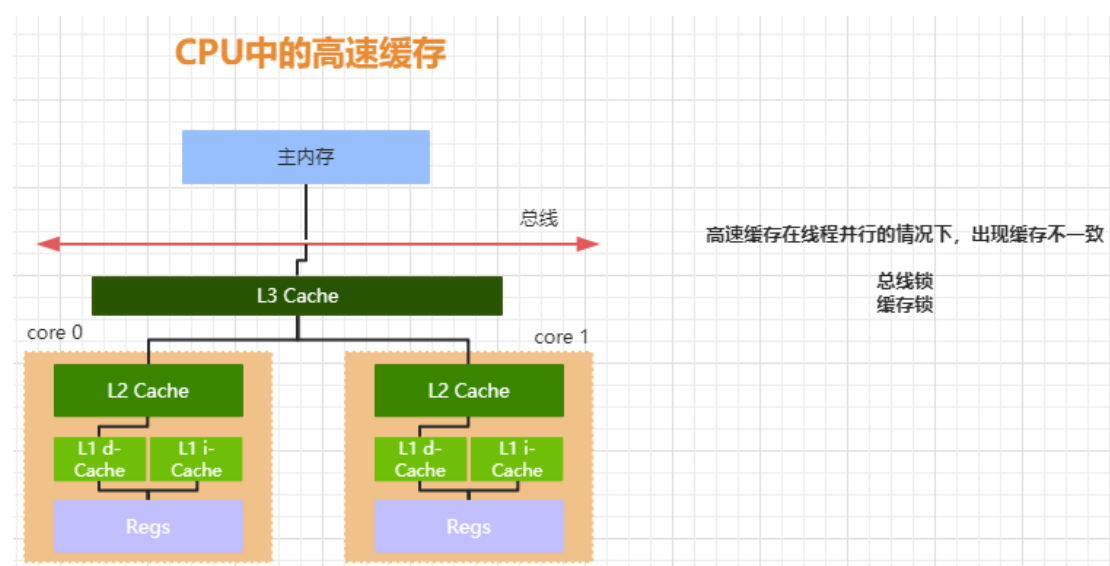 CPU中的高速缓存
主内存
总线
高速缓存在线程并行的情况下，出现缓存不一致
总线锁
缓存锁
L3 Cache
core 0
core 1
L2 Cache
L2 Cache
L1 d-
Cache
L1 i-
Cache
L1 d-
Cache
L1 i-
Cache
Regs
Regs